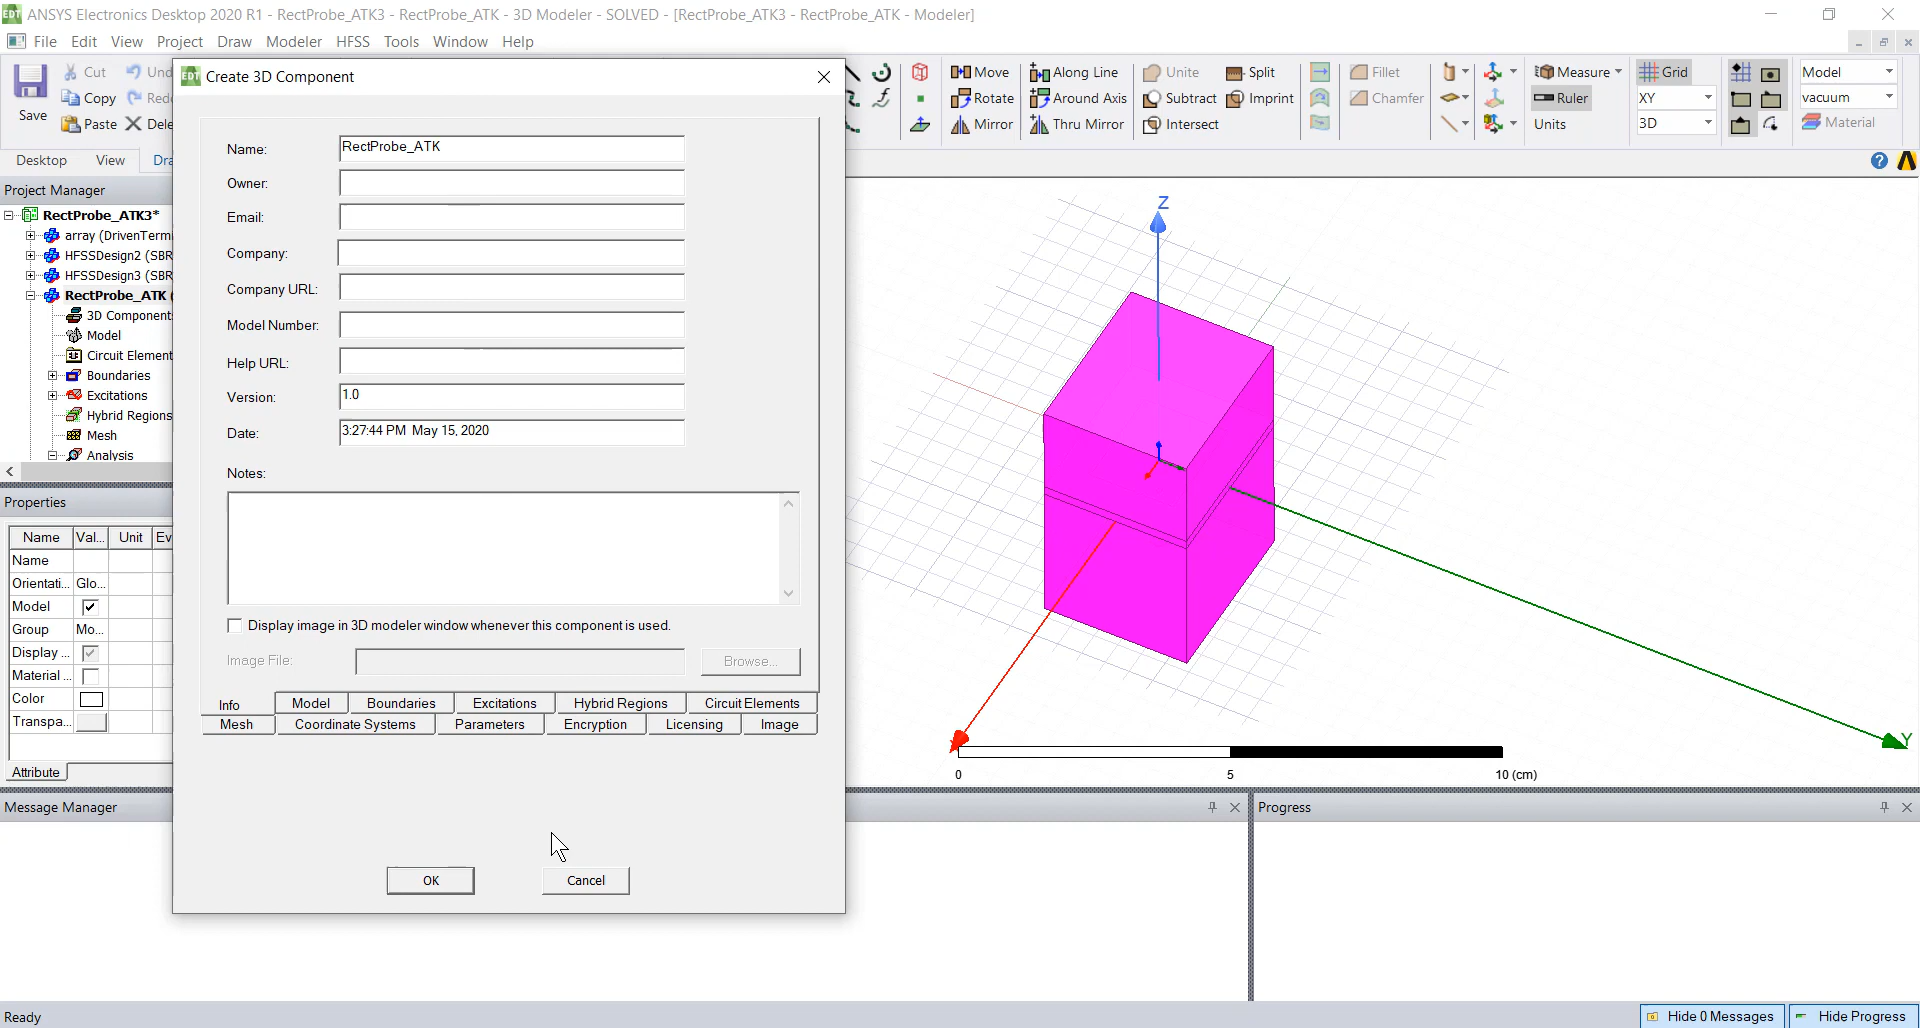 ANSYS Electronics Desktop 2020 R1 - RectProbe_ATK3 - RectProbe_ATK - 3D Modeler - SOLVED - [RectProbe_ATK3 - RectProbe_ATK - Modeler]
File Edit View Project Draw Modeler HFSS Tools Window Help
Save
Cut
Copy
Paste
Und
Redo
Dele
Move
Rotate
Mirror
Along Line
Around Axis
Thru Mirror
Unite
Subtract
Intersect
Split
Imprint
Fillet
Chamfer
Measure
Ruler
Units
Grid
XY
3D
Model
vacuum
Material
Desktop View Dra
Project Manager
RectProbe_ATK3*
array (DrivenTerm
HFSSDesign2 (SBR
HFSSDesign3 (SBR
RectProbe_ATK (
3D Component
Model
Circuit Element
Boundaries
Excitations
Hybrid Regions
Mesh
Analysis
Properties
Name Val... Unit Ev
Name
Orientati... Glo...
Model
Group Mo...
Display ...
Material ...
Color
Transpa...
Attribute
EDT Create 3D Component
Name: RectProbe_ATK
Owner:
Email:
Company:
Company URL:
Model Number:
Help URL:
Version: 1.0
Date: 3:27:44 PM May 15, 2020
Notes:
Display image in 3D modeler window whenever this component is used.
Image File: Browse...
Info Model Boundaries Excitations Hybrid Regions Circuit Elements
Mesh Coordinate Systems Parameters Encryption Licensing Image
OK Cancel
Z
Y
0 5 10 (cm)
Message Manager
Progress
Ready
Hide 0 Messages Hide Progress